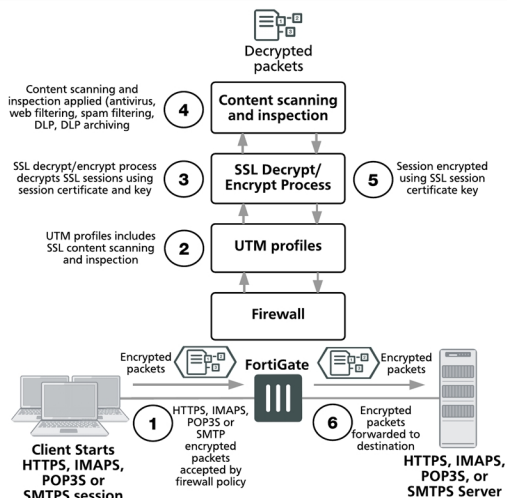 Decrypted
packets
Content scanning and
inspection applied (antivirus,
web filtering, spam filtering,
DLP, DLP archiving
4
Content scanning
and inspection
SSL decrypt/encrypt process
decrypts SSL sessions using
session certificate and key
3
SSL Decrypt/
Encrypt Process
5
Session encrypted
using SSL session
certificate key
UTM profiles includes
SSL content scanning
and inspection
2
UTM profiles
Firewall
Encrypted
packets
FortiGate
Encrypted
packets
1
HTTPS, IMAPS,
POP3S or
SMTP
encrypted
packets
accepted by
firewall policy
6
Encrypted
packets
forwarded to
destination
Client Starts
HTTPS, IMAPS,
POP3S or
SMTPS session
HTTPS, IMAPS,
POP3S, or
SMTPS Server